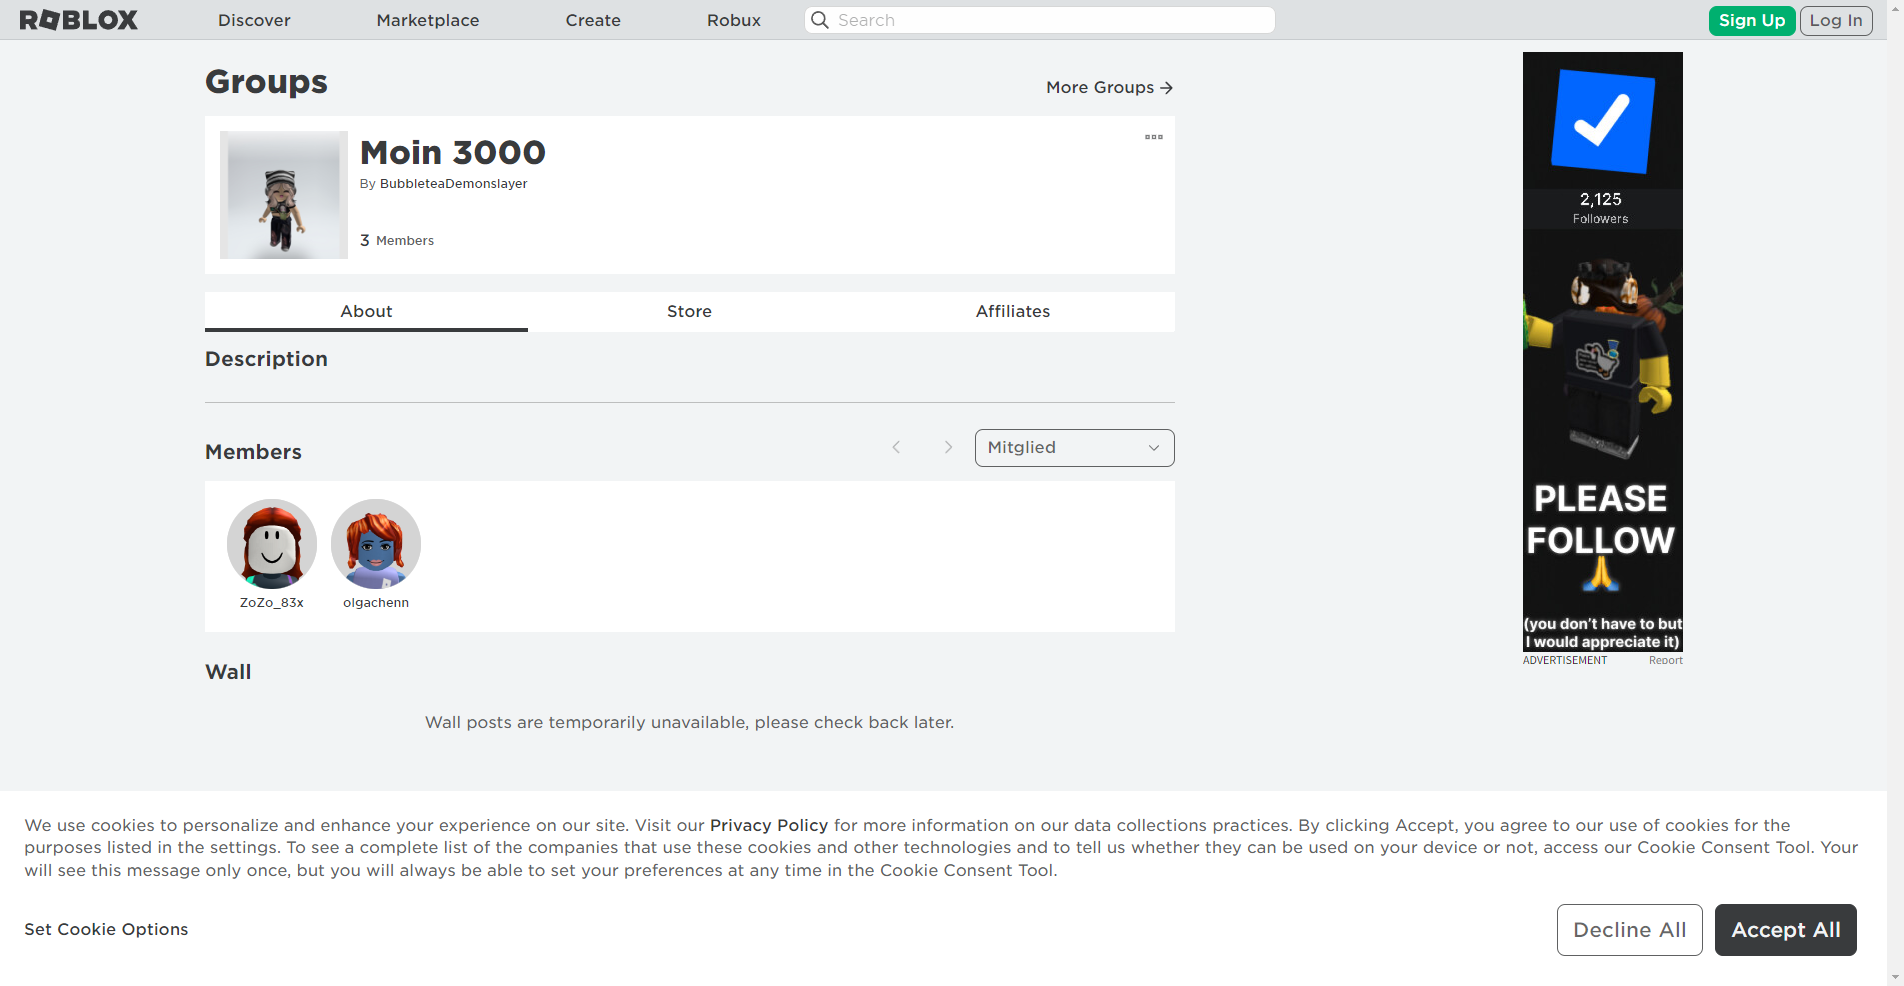 ROBLOX
Discover
Marketplace
Create
Robux
Search
Sign Up
Log In
Groups
More Groups
Moin 3000
By BubbleteaDemonslayer
3 Members
About
Store
Affiliates
Description
Members
Mitglied
ZoZo_83x
olgachenn
Wall
Wall posts are temporarily unavailable, please check back later.
2,125
Followers
PLEASE
FOLLOW
(you don't have to but
I would appreciate it)
ADVERTISEMENT
Report
We use cookies to personalize and enhance your experience on our site. Visit our Privacy Policy for more information on our data collections practices. By clicking Accept, you agree to our use of cookies for the
purposes listed in the settings. To see a complete list of the companies that use these cookies and other technologies and to tell us whether they can be used on your device or not, access our Cookie Consent Tool. Your
will see this message only once, but you will always be able to set your preferences at any time in the Cookie Consent Tool.
Set Cookie Options
Decline All
Accept All